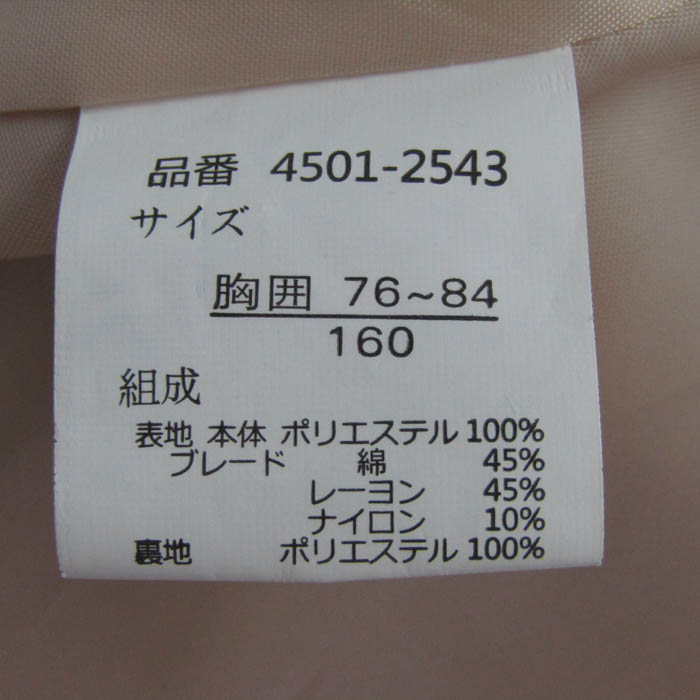 品番 4501-2543
サイズ
胸囲 76~84
160
組成
表地 本体 ポリエステル 100%
ブレード 綿 45%
レーヨン 45%
ナイロン 10%
裏地 ポリエステル 100%